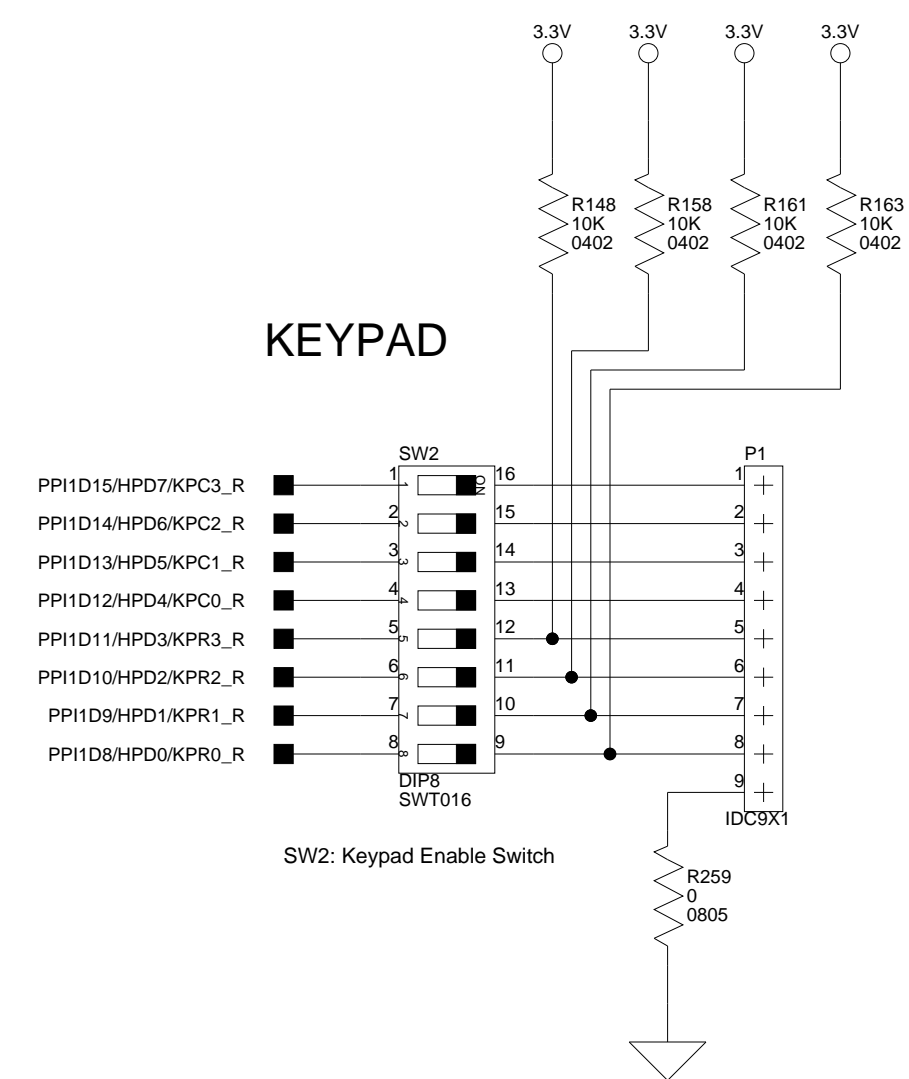 3.3V 3.3V 3.3V 3.3V
R148 R158 R161 R163
10K 10K 10K 10K
0402 0402 0402 0402
KEYPAD
SW2 P1
PPI1D15/HPD7/KPC3_R 1 1 ON 16 1
PPI1D14/HPD6/KPC2_R 2 2 15 2
PPI1D13/HPD5/KPC1_R 3 3 14 3
PPI1D12/HPD4/KPC0_R 4 4 13 4
PPI1D11/HPD3/KPR3_R 5 5 12 5
PPI1D10/HPD2/KPR2_R 6 6 11 6
PPI1D9/HPD1/KPR1_R 7 7 10 7
PPI1D8/HPD0/KPR0_R 8 8 9 8
9
DIP8
SWT016
IDC9X1
SW2: Keypad Enable Switch
R259
0
0805